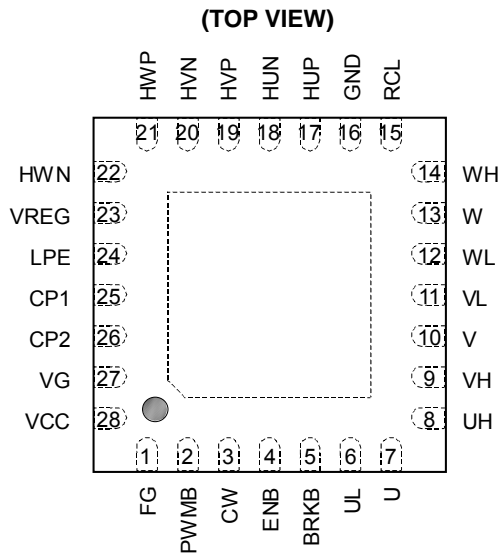 (TOP VIEW)
HWP HVN HVP HUN HUP GND RCL
21 20 19 18 17 16 15
HWN 22 14 WH
VREG 23 13 W
LPE 24 12 WL
CP1 25 11 VL
CP2 26 10 V
VG 27 9 VH
VCC 28 8 UH
1 2 3 4 5 6 7
FG PWMB CW ENB BRKB UL U